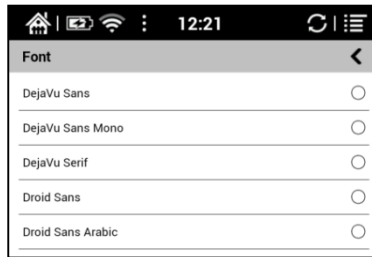 12:21
Font
DejaVu Sans
DejaVu Sans Mono
DejaVu Serif
Droid Sans
Droid Sans Arabic